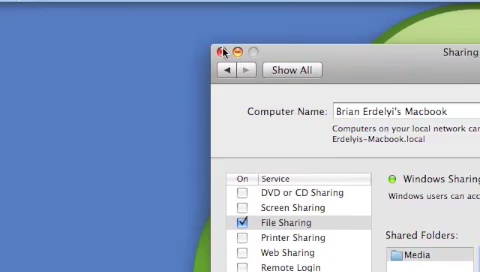 Sharing
Show All
Computer Name: Brian Erdelyi's Macbook
Computers on your local network can
Erdelyis-Macbook.local
On Service
DVD or CD Sharing
Screen Sharing
File Sharing
Printer Sharing
Web Sharing
Remote Login
Windows Sharing
Windows users can
Shared Folders:
Media